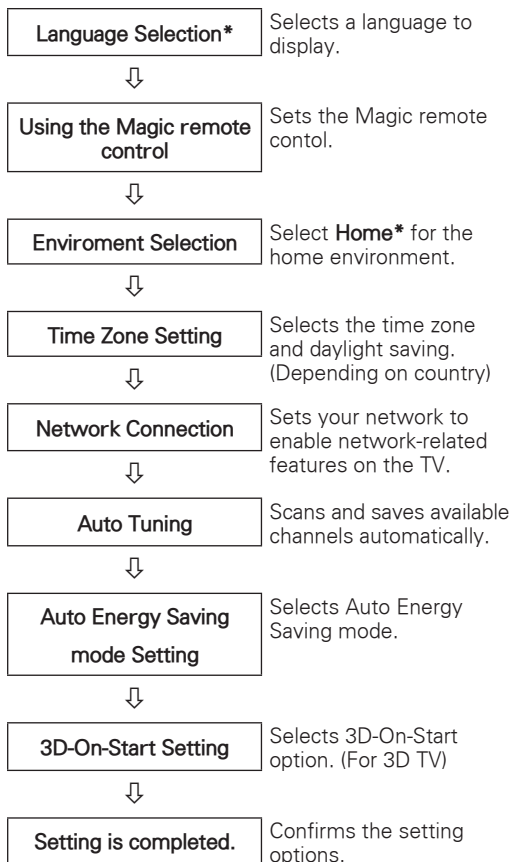 Language Selection*
Selects a language to
display.
Using the Magic remote
control
Sets the Magic remote
contol.
Enviroment Selection
Select Home* for the
home environment.
Time Zone Setting
Selects the time zone
and daylight saving.
(Depending on country)
Network Connection
Sets your network to
enable network-related
features on the TV.
Auto Tuning
Scans and saves available
channels automatically.
Auto Energy Saving
mode Setting
Selects Auto Energy
Saving mode.
3D-On-Start Setting
Selects 3D-On-Start
option. (For 3D TV)
Setting is completed.
Confirms the setting
options.